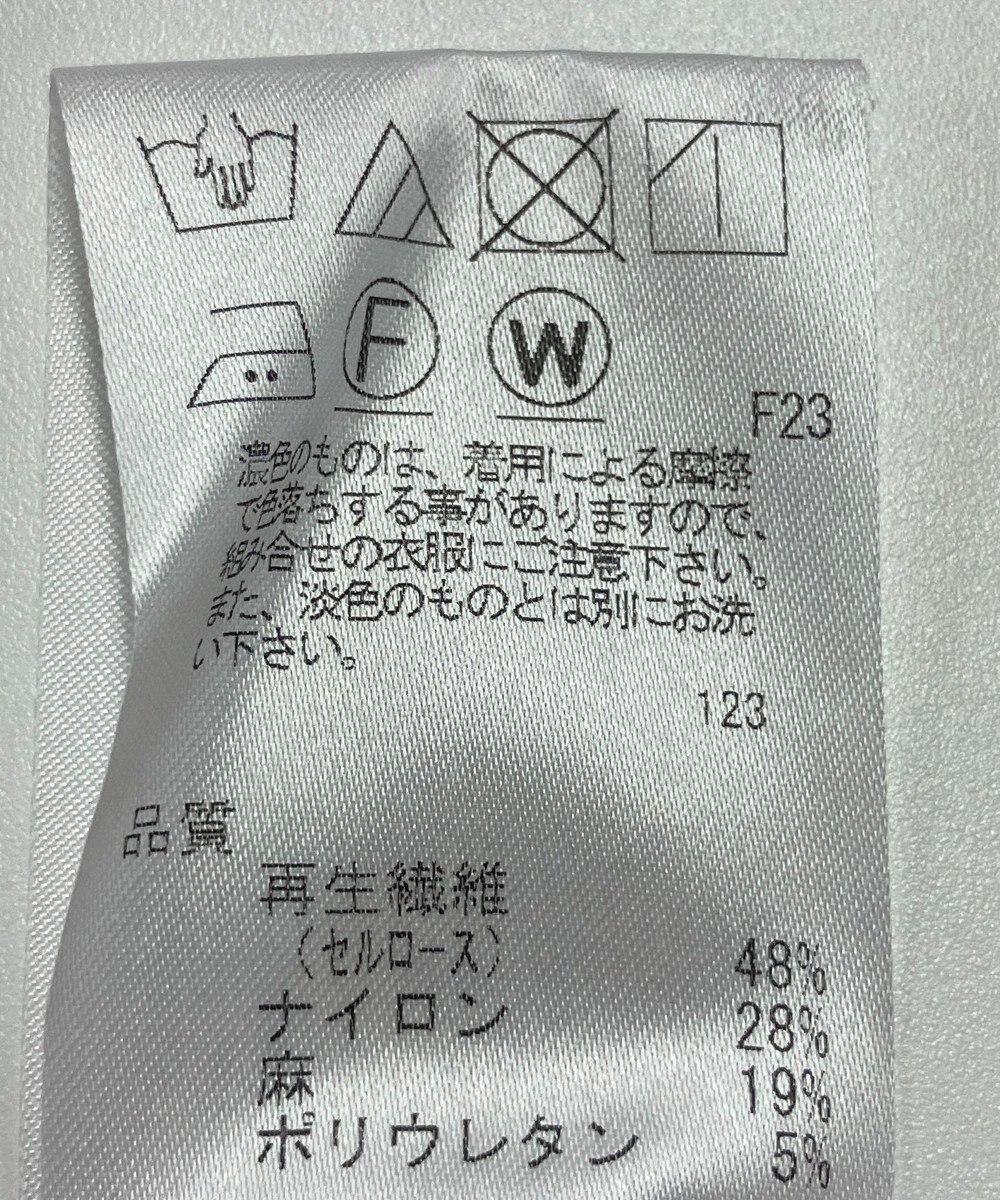 F W
F23
濃色のものは、着用による摩擦
で色落ちする事がありますので、
組み合せの衣服にご注意下さい。
また、淡色のものとは別にお洗
い下さい。
123
品質
再生繊維
（セルロース） 48%
ナイロン 28%
麻 19%
ポリウレタン 5%